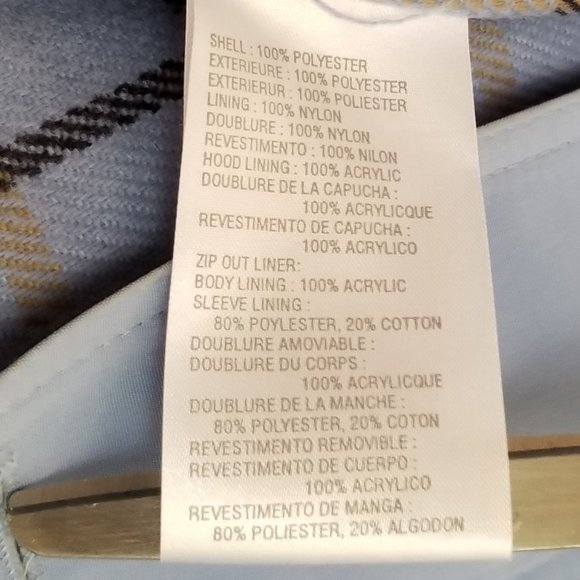 SHELL : 100% POLYESTER
EXTERIEURE : 100% POLYESTER
EXTERIERUR : 100% POLIESTER
LINING : 100% NYLON
DOUBLURE : 100% NYLON
REVESTIMENTO : 100% NILON
HOOD LINING : 100% ACRYLIC
DOUBLURE DE LA CAPUCHA :
100% ACRYLICQUE
REVESTIMENTO DE CAPUCHA :
100% ACRYLICO
ZIP OUT LINER:
BODY LINING : 100% ACRYLIC
SLEEVE LINING :
80% POYLESTER, 20% COTTON
DOUBLURE AMOVIABLE :
DOUBLURE DU CORPS :
100% ACRYLICQUE
DOUBLURE DE LA MANCHE :
80% POLYESTER, 20% COTON
REVESTIMENTO REMOVIBLE :
REVESTIMENTO DE CUERPO :
100% ACRYLICO
REVESTIMENTO DE MANGA :
80% POLIESTER, 20% ALGODON